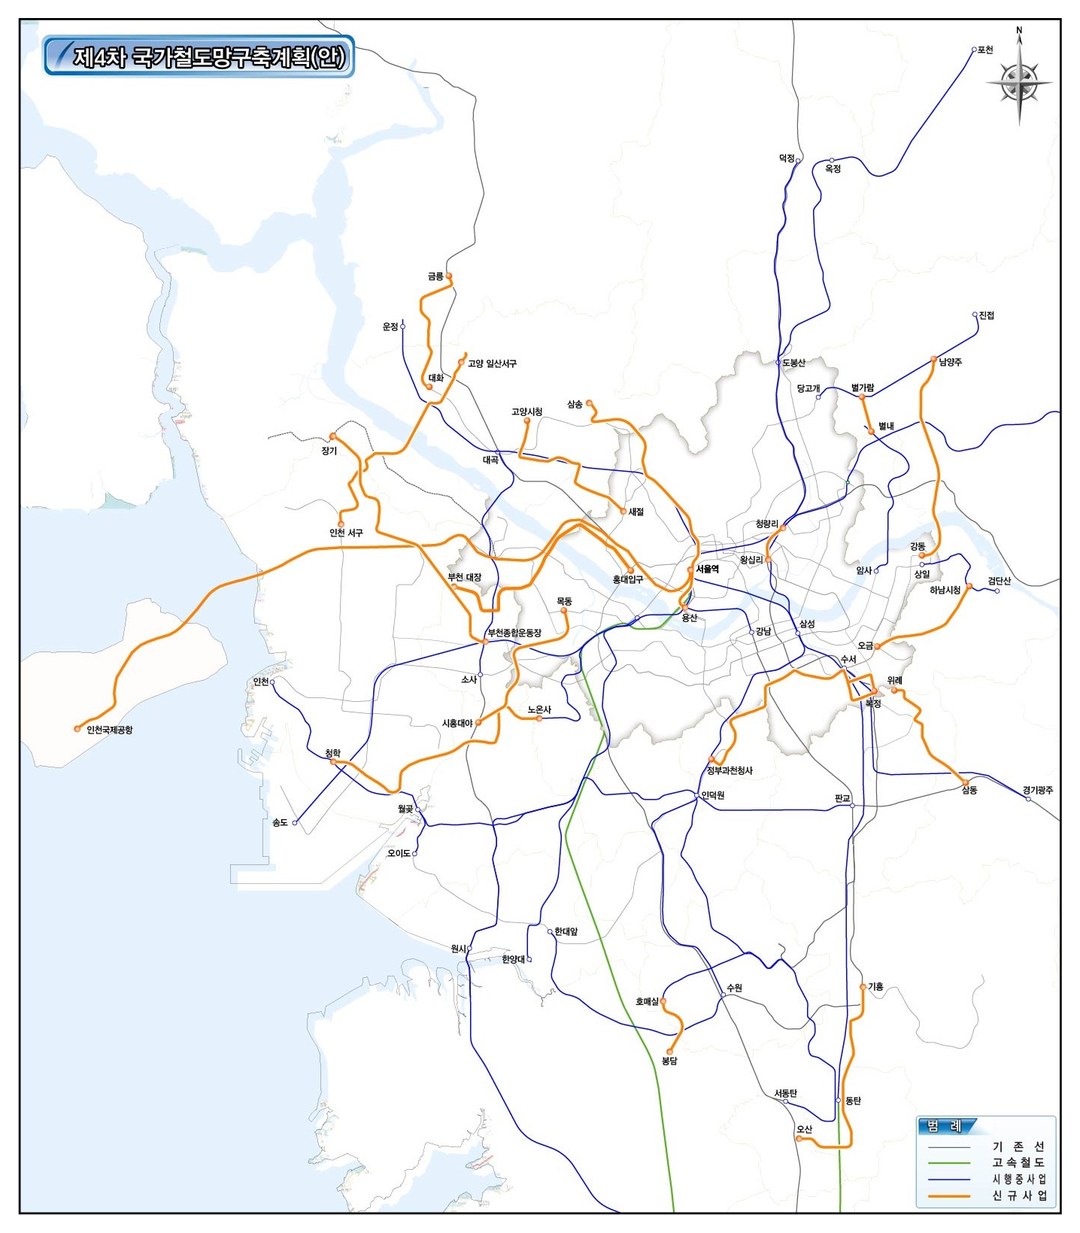 제4차 국가철도망구축계획(안)
N
포천
덕정
옥정
금릉
운정
진접
도봉산
남양주
고양 일산서구
대화
당고개
별가람
삼송
고양시청
별내
장기
대곡
새절
청량리
인천 서구
강동
왕십리
서울역
암사
상일
부천 대장
홍대입구
하남시청
검단산
목동
용산
강남
삼성
부천종합운동장
오금
수서
소사
위례
인천
복정
노온사
시흥대야
인천국제공항
청학
정부과천청사
삼동
경기광주
인덕원
판교
월곶
송도
오이도
한대앞
원시
한양대
기흥
수원
호매실
봉담
서동탄
동탄
오산
범 례
기 존 선
고속철도
시행중사업
신규사업